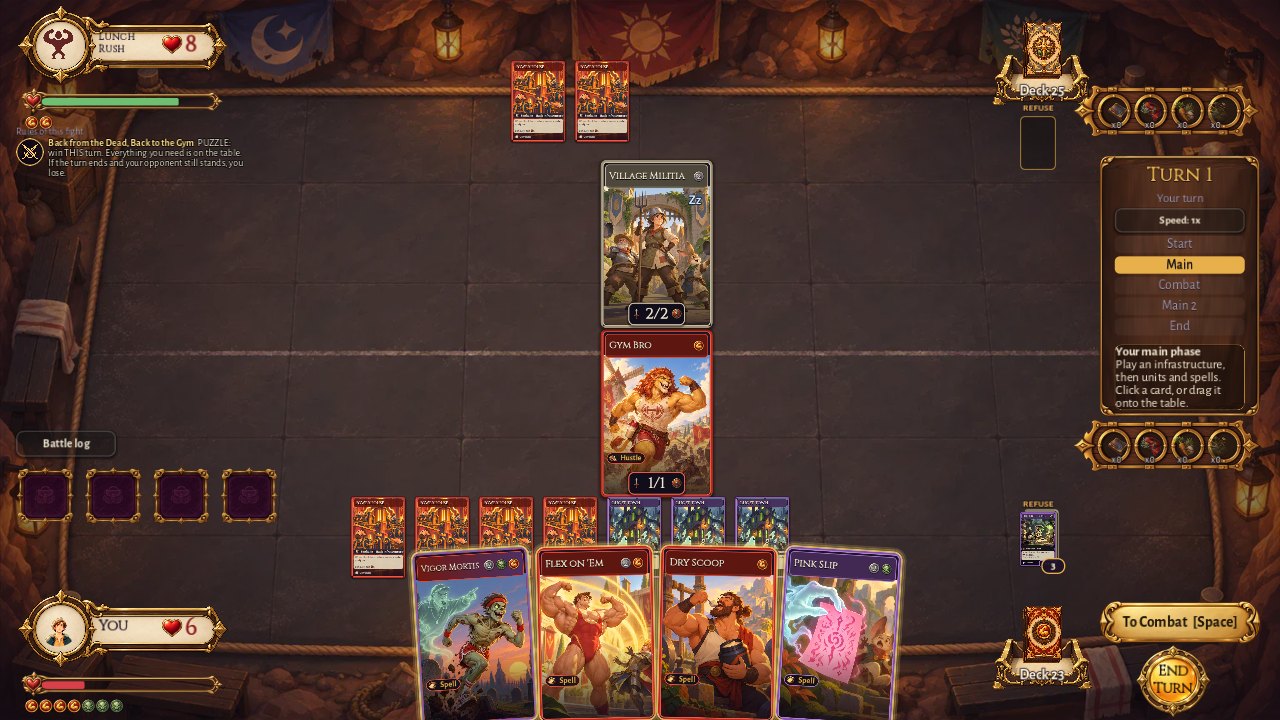 LUNCH
RUSH
8
Rules of this fight
Back from the Dead, Back to the Gym PUZZLE:
win THIS turn. Everything you need is on the table.
If the turn ends and your opponent still stands, you
lose.
Deck 25
REFUSE
x0 x0 x0 x0
TURN 1
Your turn
Speed: 1x
Start
Main
Combat
Main 2
End
Your main phase
Play an infrastructure,
then units and spells.
Click a card, or drag it
onto the table.
VILLAGE MILITIA
Zz
2/2
GYM BRO
Hustle
1/1
Battle log
x0 x0 x0 x0
REFUSE
3
VIGOR MORTIS
Spell
FLEX ON 'EM
Spell
DRY SCOOP
Spell
PINK SLIP
Spell
YOU
6
Deck 23
To Combat [Space]
END
TURN